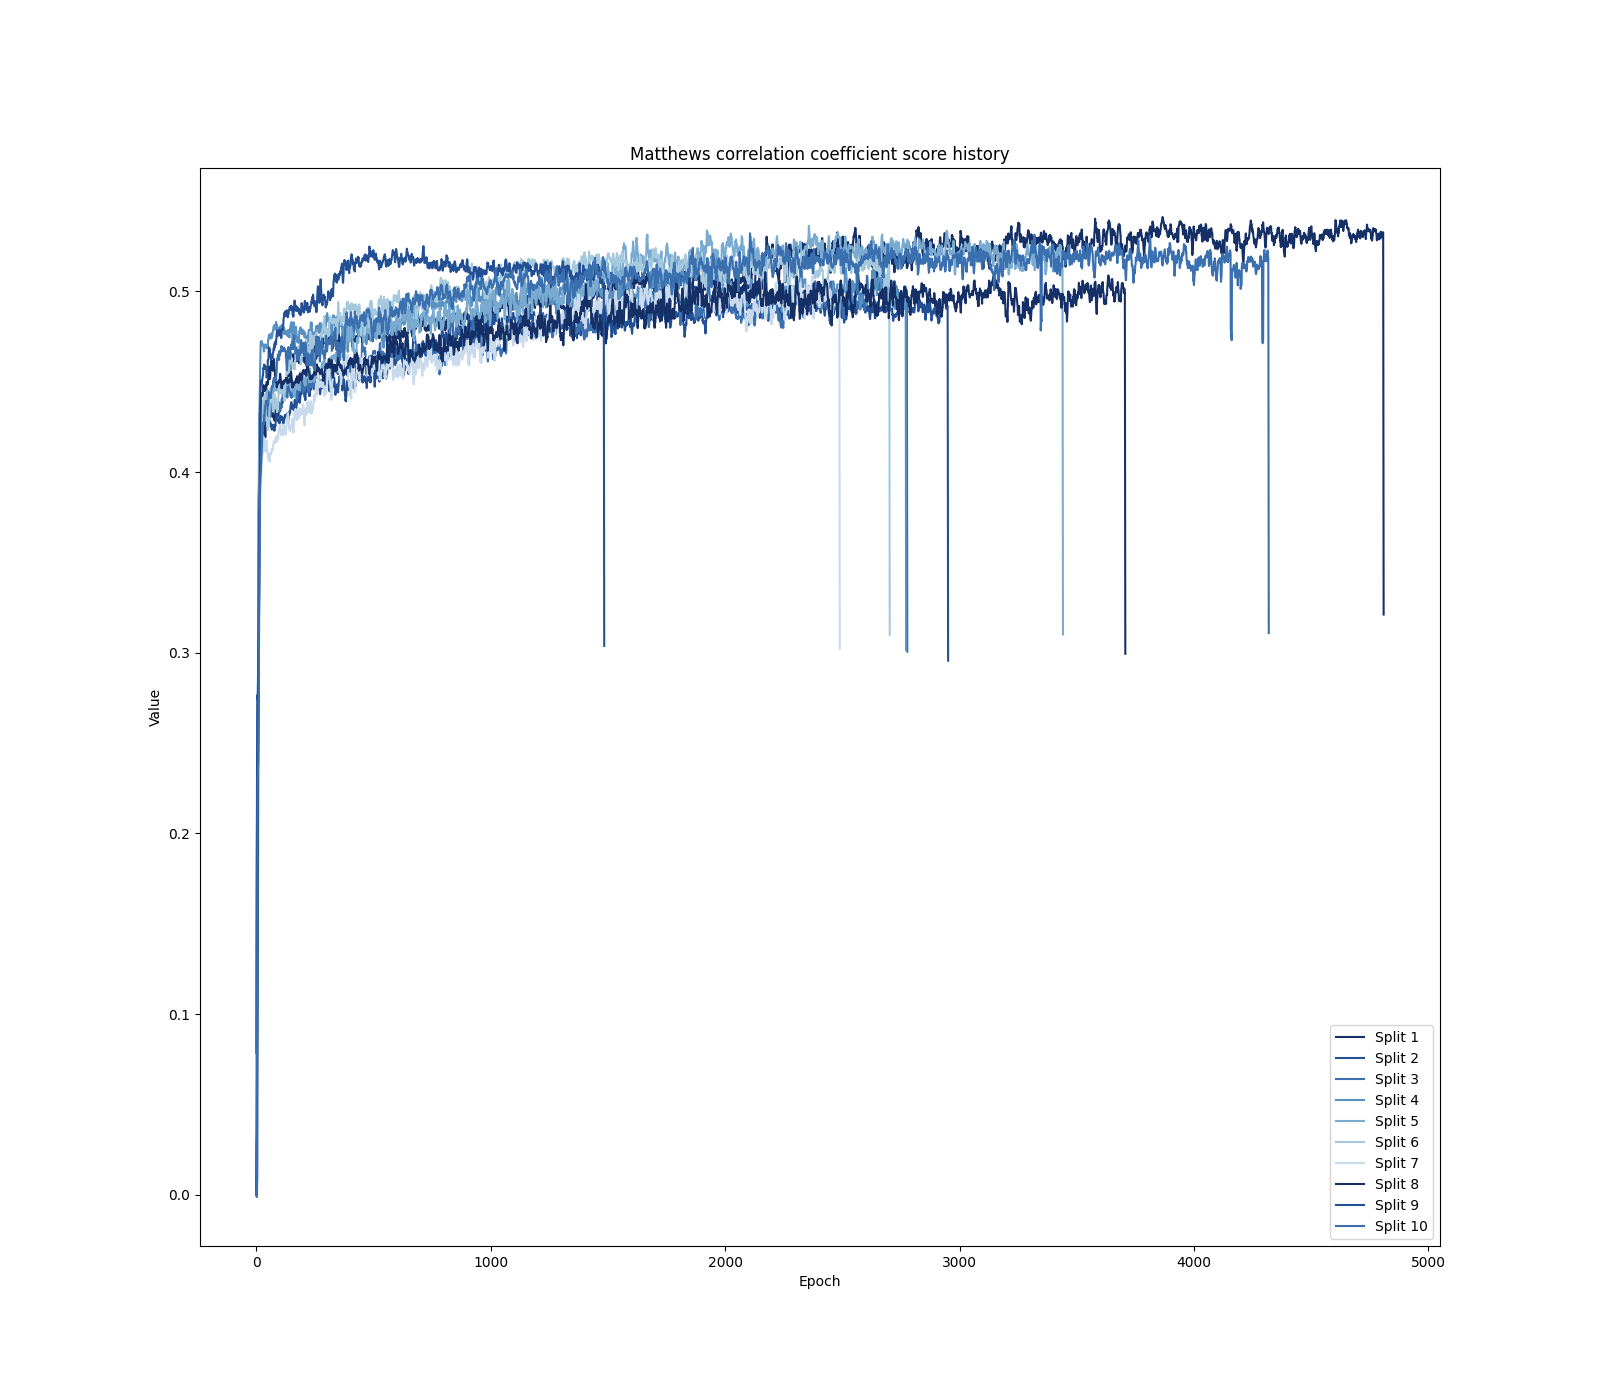 Matthews correlation coefficient score history
0.5
0.4
0.3
0.2
0.1
0.0
Value
0 1000 2000 3000 4000 5000
Epoch
Split 1
Split 2
Split 3
Split 4
Split 5
Split 6
Split 7
Split 8
Split 9
Split 10